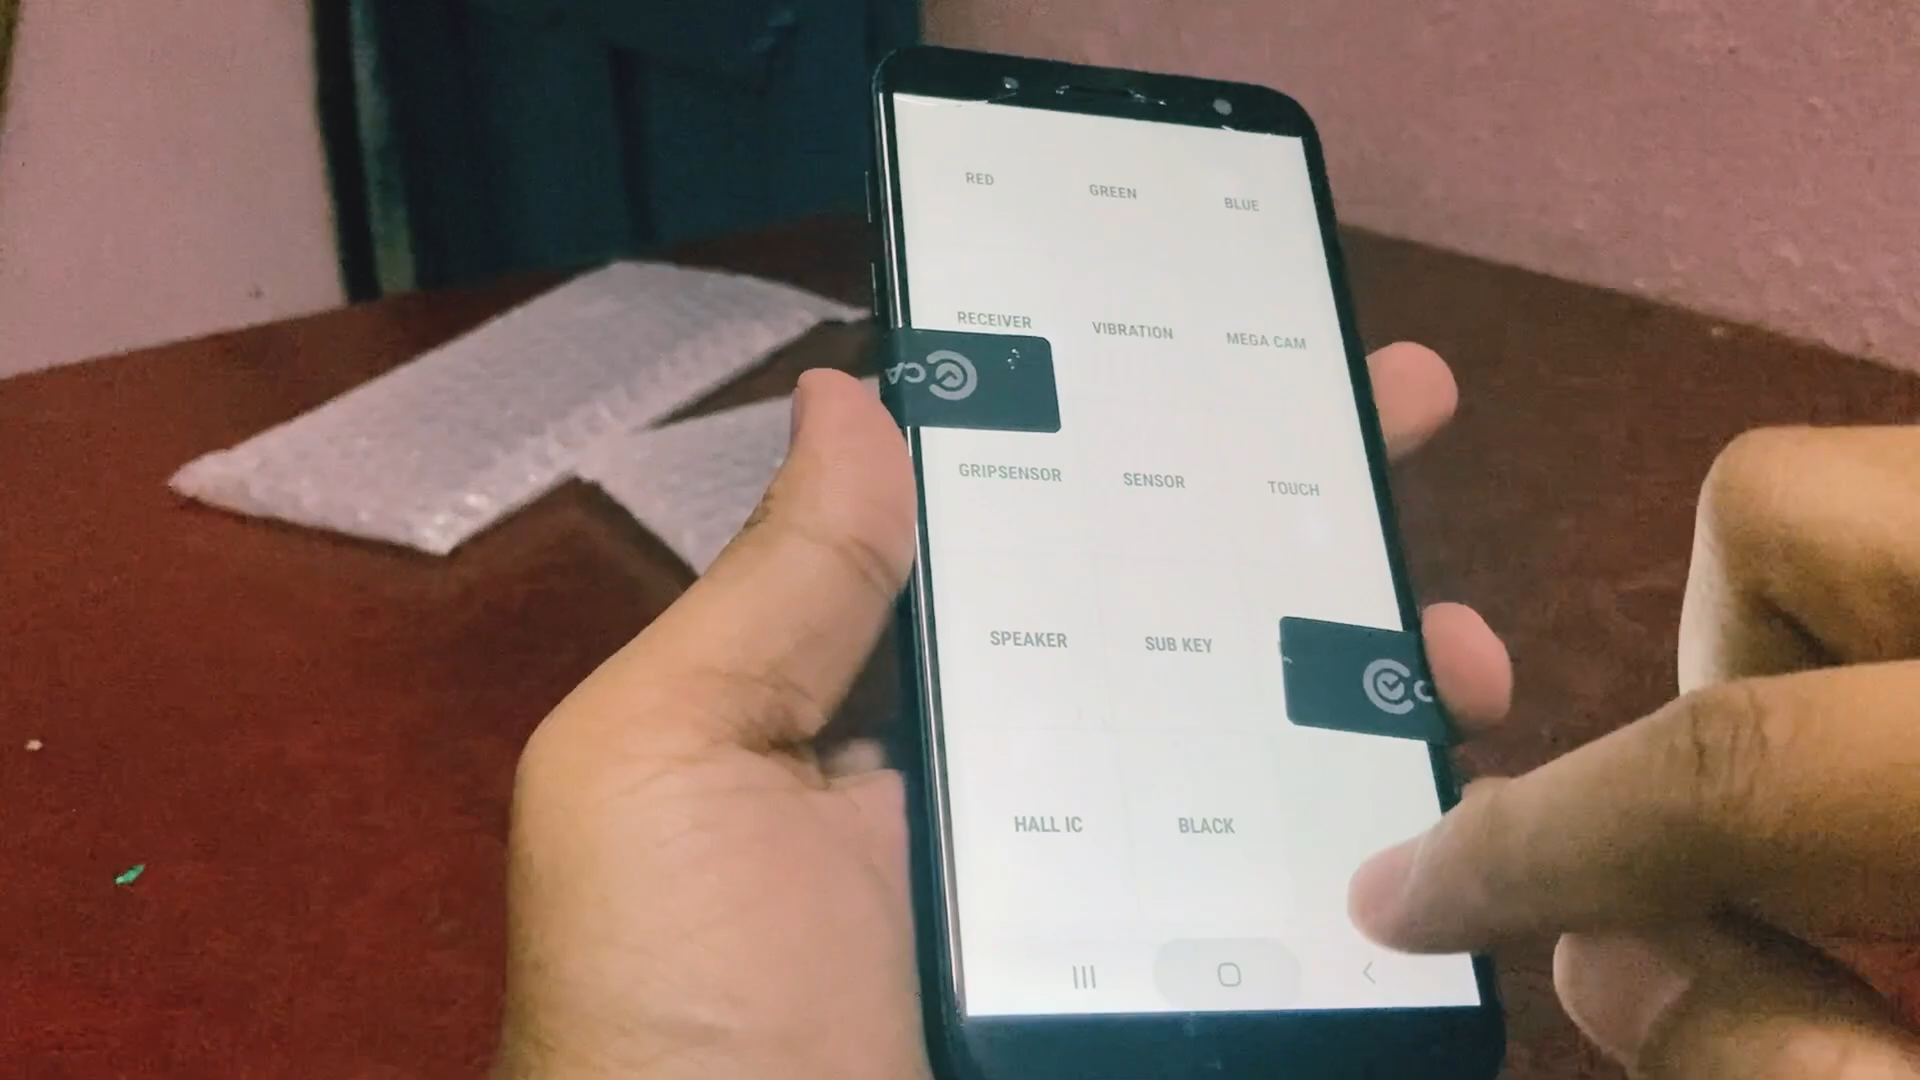 RED
GREEN
BLUE
RECEIVER
VIBRATION
MEGA CAM
GRIPSENSOR
SENSOR
TOUCH
SPEAKER
SUB KEY
HALL IC
BLACK